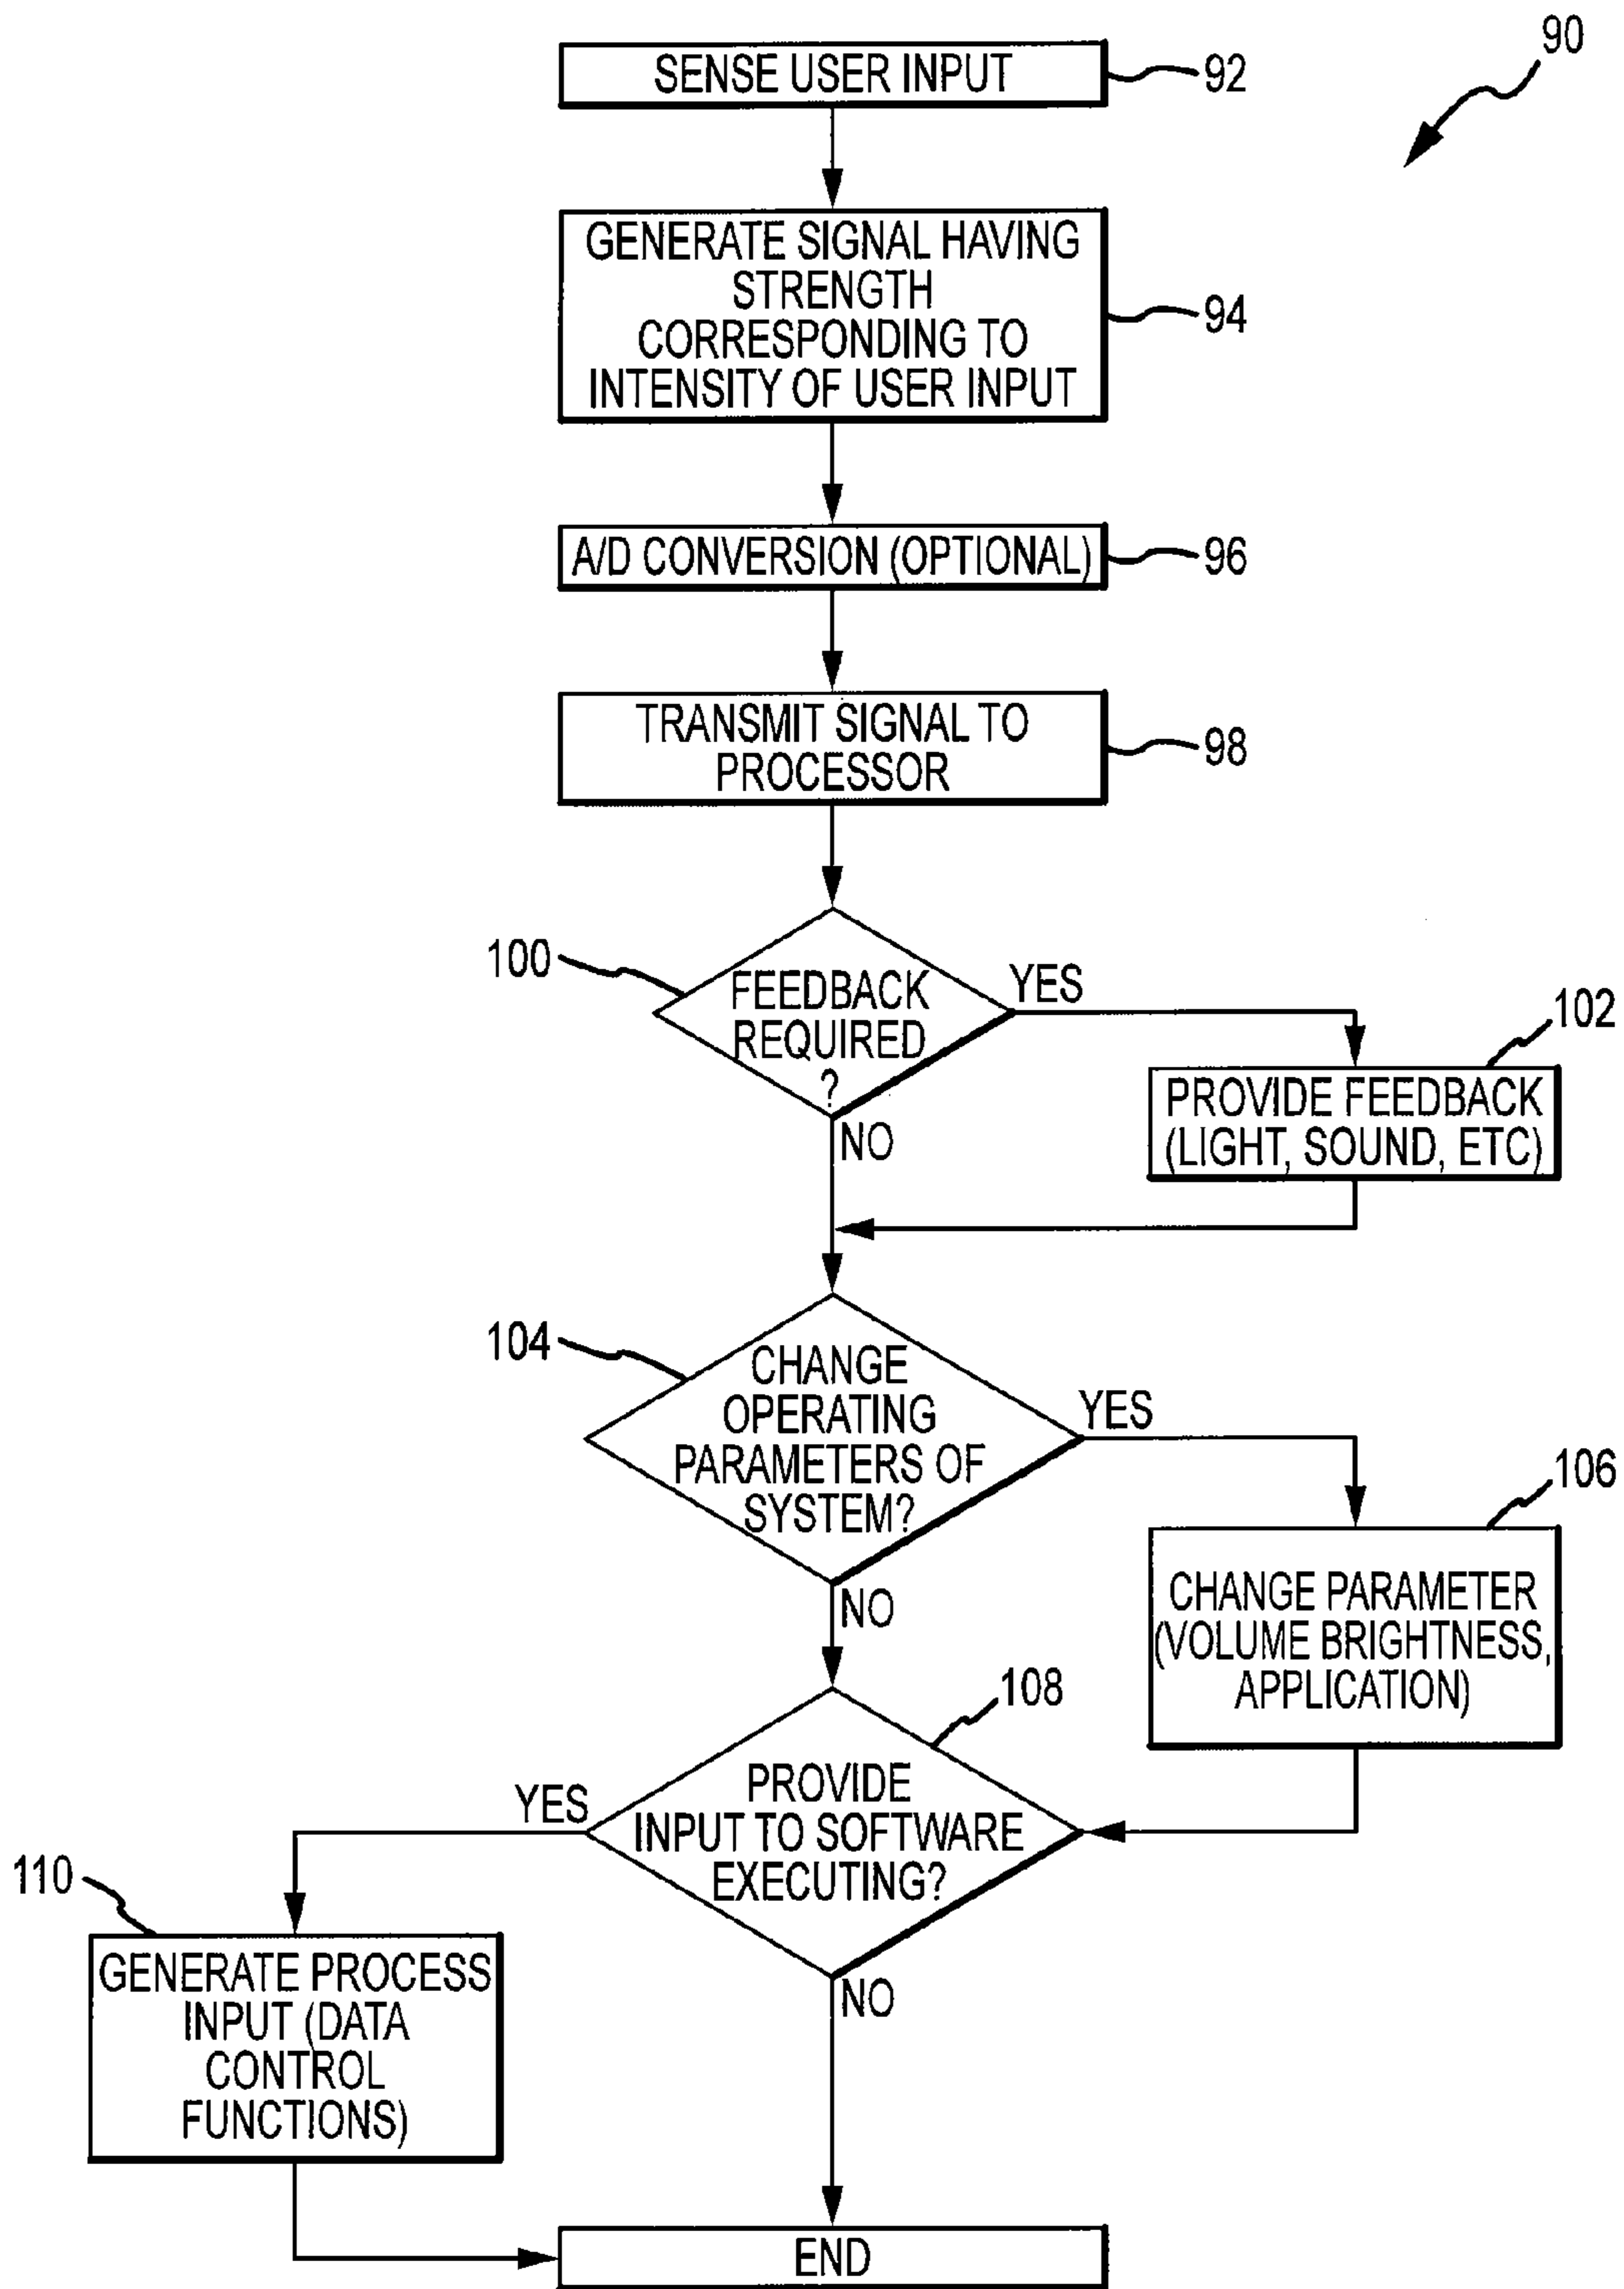 90
SENSE USER INPUT
92
GENERATE SIGNAL HAVING
STRENGTH
CORRESPONDING TO
INTENSITY OF USER INPUT
94
A/D CONVERSION (OPTIONAL)
96
TRANSMIT SIGNAL TO
PROCESSOR
98
100
FEEDBACK
REQUIRED
?
YES
NO
102
PROVIDE FEEDBACK
(LIGHT, SOUND, ETC)
104
CHANGE
OPERATING
PARAMETERS OF
SYSTEM?
YES
NO
106
CHANGE PARAMETER
(VOLUME BRIGHTNESS,
APPLICATION)
108
PROVIDE
INPUT TO SOFTWARE
EXECUTING?
YES
NO
110
GENERATE PROCESS
INPUT (DATA
CONTROL
FUNCTIONS)
END